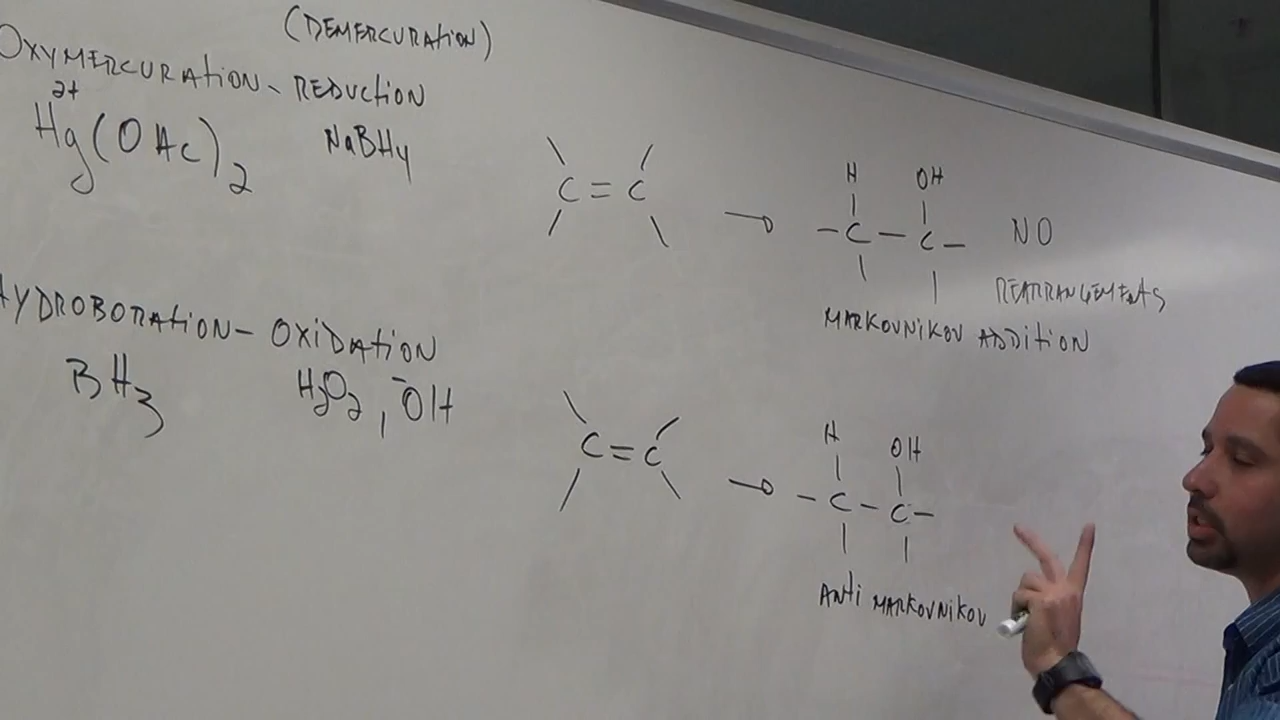 (DEMERCURATION)
OXYMERCURATION - REDUCTION
2+
Hg(OAc)2 NaBH4
C = C → H OH
- C - C - NO
REARRANGEMENTS
MARKOVNIKOV ADDITION
HYDROBORATION - OXIDATION
BH3 H2O2, -OH
C = C → H OH
- C - C -
ANTI MARKOVNIKOV